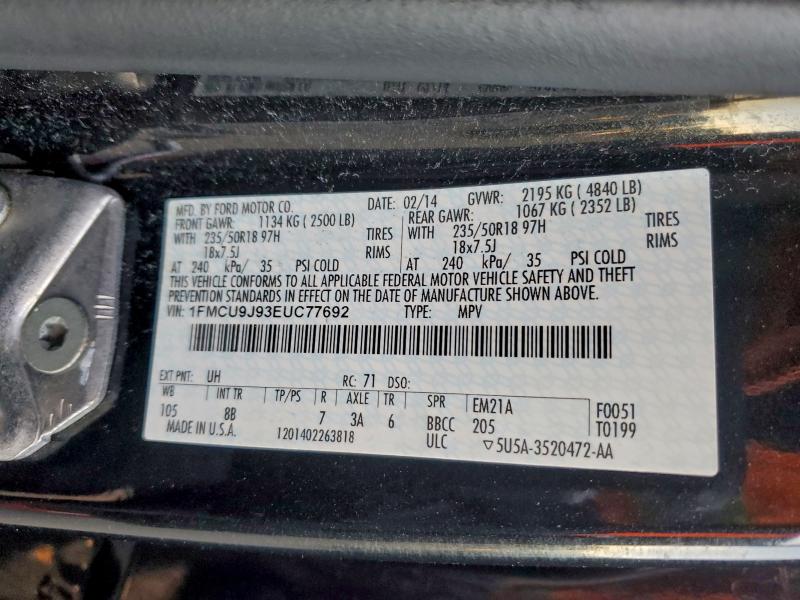 MFD. BY FORD MOTOR CO. DATE: 02/14 GVWR: 2195 KG ( 4840 LB)
FRONT GAWR: 1134 KG ( 2500 LB) REAR GAWR: 1067 KG ( 2352 LB)
WITH 235/50R18 97H TIRES WITH 235/50R18 97H TIRES
18x7.5J RIMS 18x7.5J RIMS
AT 240 kPa/ 35 PSI COLD AT 240 kPa/ 35 PSI COLD
THIS VEHICLE CONFORMS TO ALL APPLICABLE FEDERAL MOTOR VEHICLE SAFETY AND THEFT
PREVENTION STANDARDS IN EFFECT ON THE DATE OF MANUFACTURE SHOWN ABOVE.
VIN: 1FMCU9J93EUC77692 TYPE: MPV
EXT PNT: UH RC: 71 DSO:
WB INT TR TP/PS R AXLE TR SPR EM21A F0051
105 8B 7 3A 6 BBCC 205 T0199
MADE IN U.S.A. 1201402263818 ULC ▽5U5A-3520472-AA